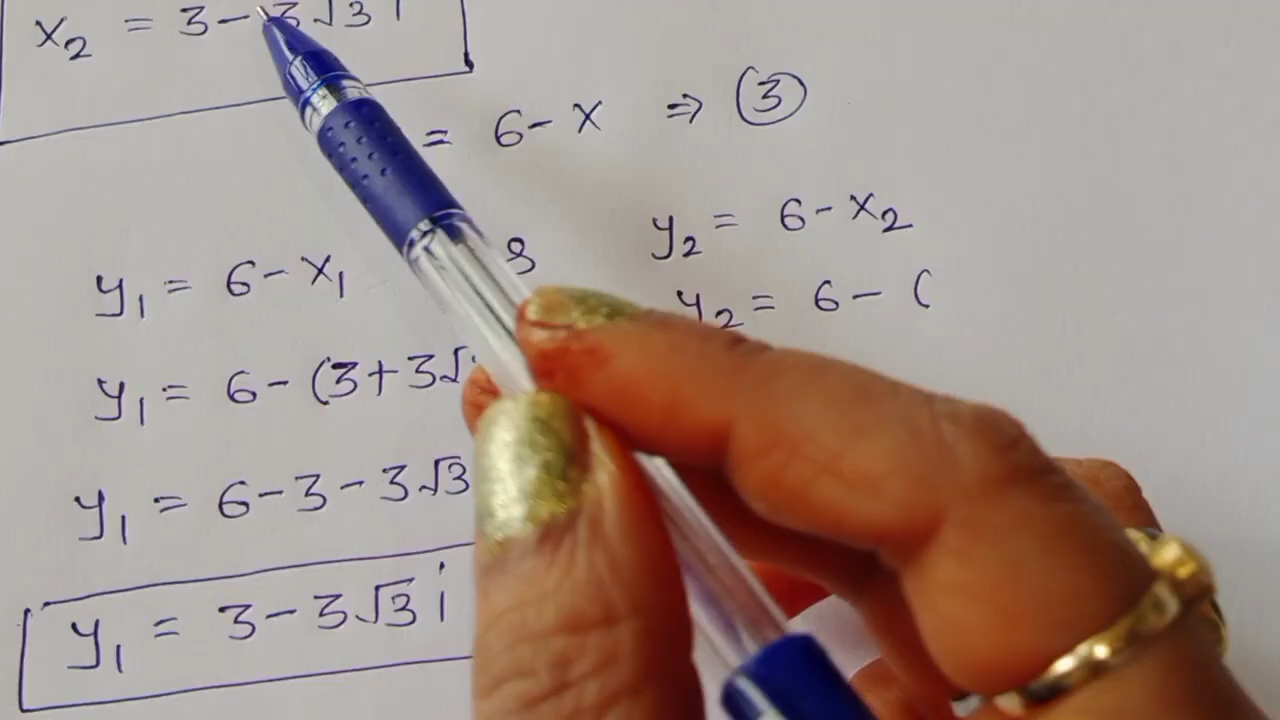 x₂ = 3-3√3 i
= 6-x ⇒ ③
y₁ = 6-x₁ &
y₁ = 6-(3+3√
y₁ = 6-3-3√3
y₁ = 3-3√3 i
y₂ = 6-x₂
y₂ = 6-(